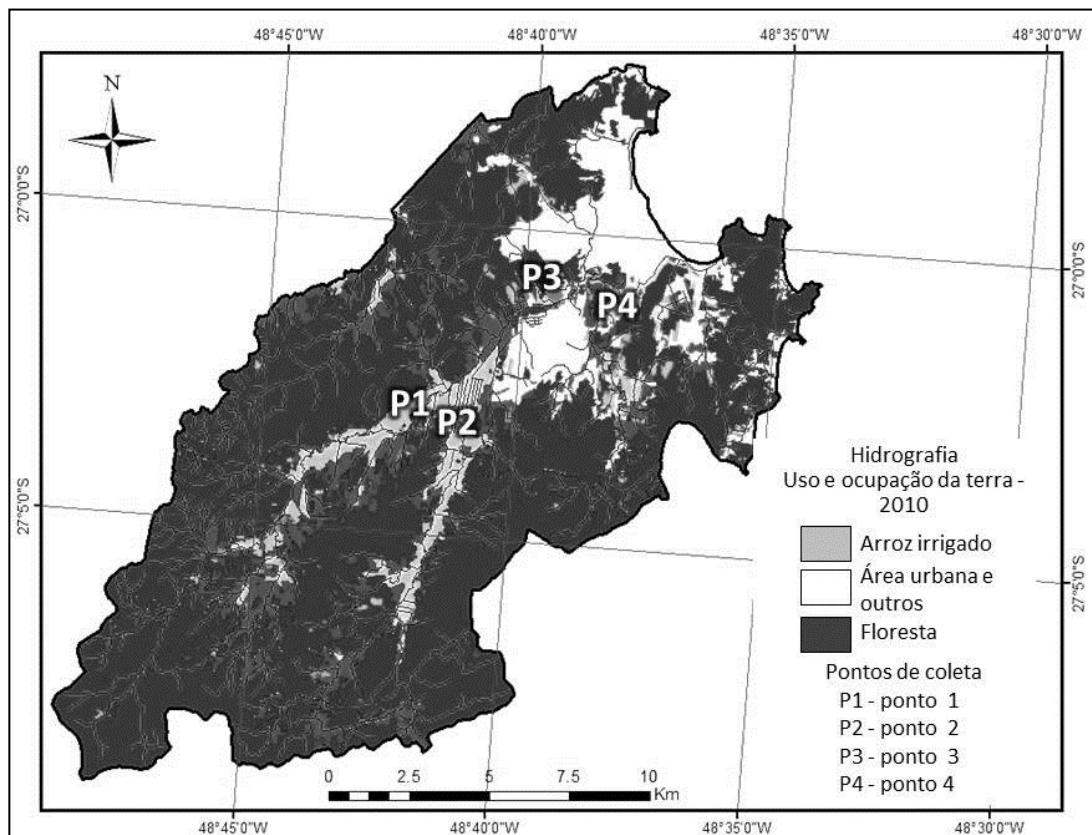 48°45'0"W 48°40'0"W 48°35'0"W 48°30'0"W
N
27°0'0"S
27°0'0"S
P3
P4
P1
P2
27°5'0"S
27°5'0"S
Hidrografia
Uso e ocupação da terra -
2010
Arroz irrigado
Área urbana e
outros
Floresta
Pontos de coleta
P1 - ponto 1
P2 - ponto 2
P3 - ponto 3
P4 - ponto 4
0 2.5 5 7.5 10
Km
48°45'0"W 48°40'0"W 48°35'0"W 48°30'0"W